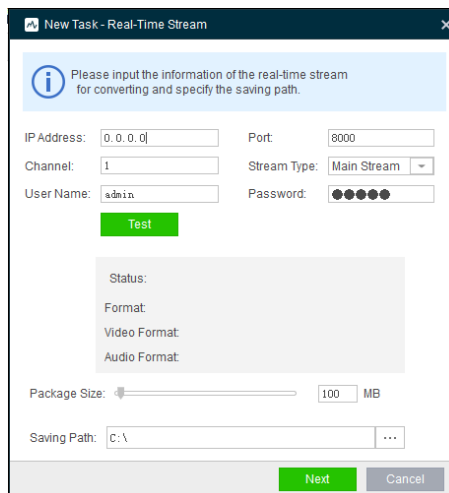 New Task - Real-Time Stream
Please input the information of the real-time stream
for converting and specify the saving path.
IP Address: 0.0.0.0 Port: 8000
Channel: 1 Stream Type: Main Stream
User Name: admin Password: ●●●●●
Test
Status:
Format:
Video Format:
Audio Format:
Package Size: 100 MB
Saving Path: C:\ ...
Next Cancel